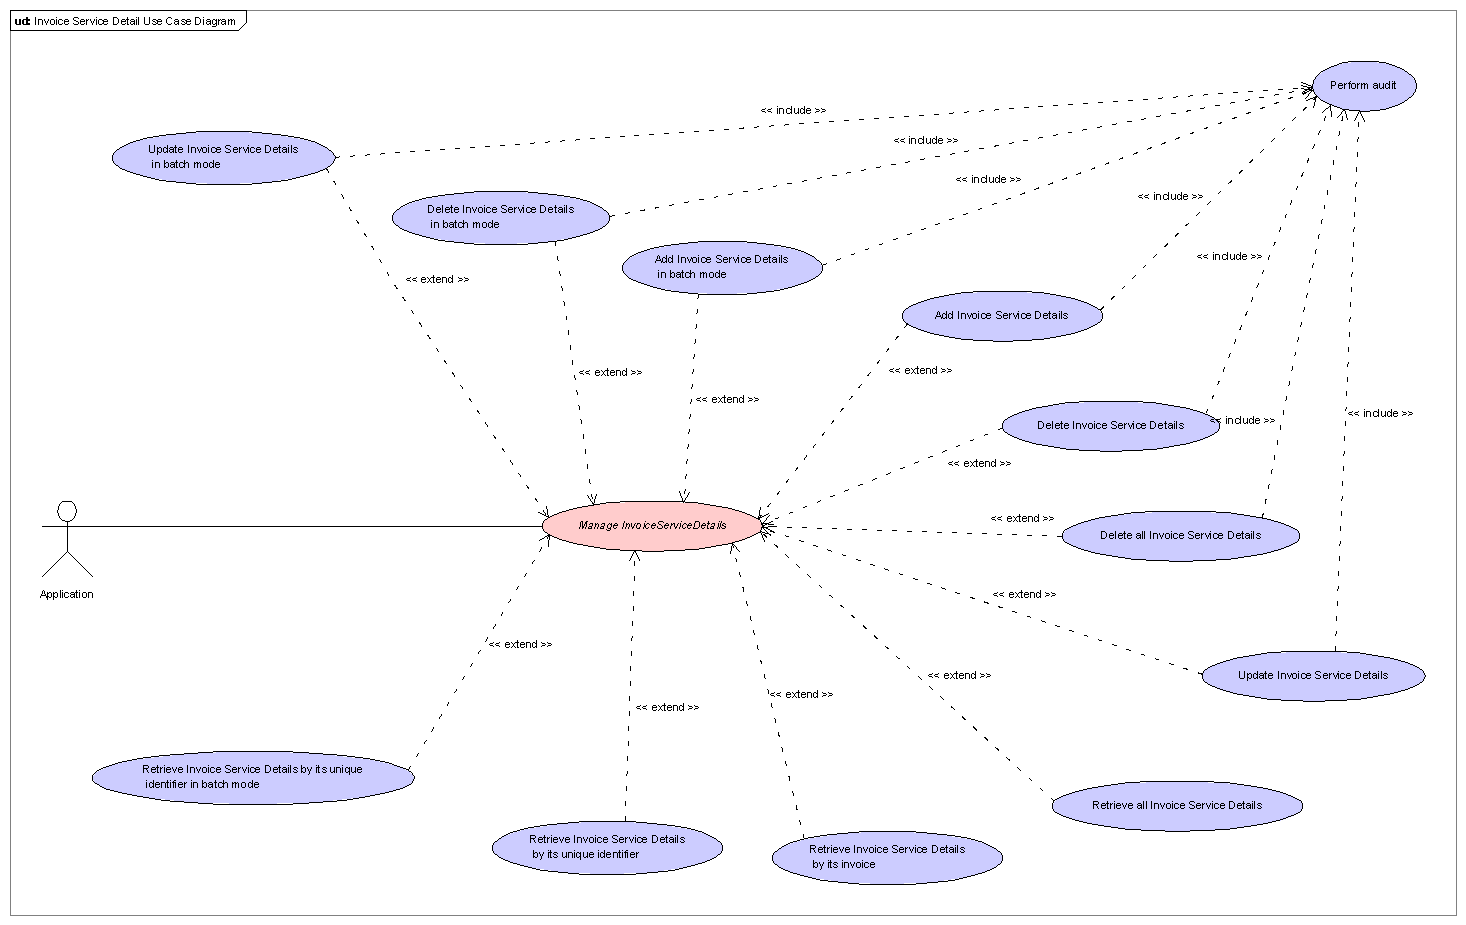 ud: Invoice Service Detail Use Case Diagram
Perform audit
<< include >>
Update Invoice Service Details
in batch mode
<< include >>
<< include >>
Delete Invoice Service Details
in batch mode
<< include >>
Add Invoice Service Details
in batch mode
<< include >>
<< extend >>
Add Invoice Service Details
<< extend >>
<< extend >>
<< extend >>
<< include >>
<< include >>
Delete Invoice Service Details
<< extend >>
<< extend >>
Manage InvoiceServiceDetails
Delete all Invoice Service Details
Application
<< extend >>
<< extend >>
<< extend >>
Update Invoice Service Details
<< extend >>
<< extend >>
Retrieve Invoice Service Details by its unique
identifier in batch mode
Retrieve all Invoice Service Details
Retrieve Invoice Service Details
by its unique identifier
Retrieve Invoice Service Details
by its invoice